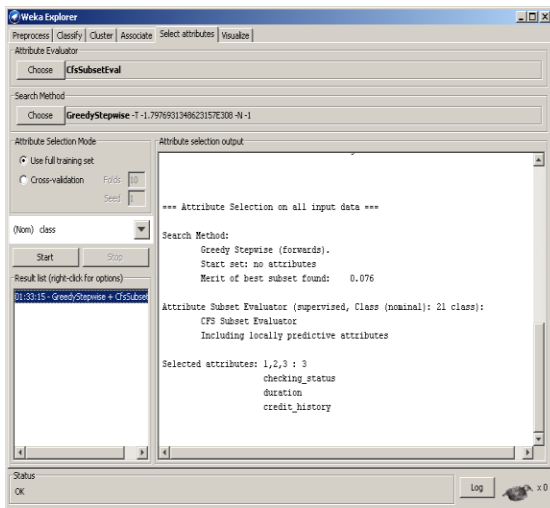 Weka Explorer
Preprocess Classify Cluster Associate Select attributes Visualize
Attribute Evaluator
Choose CfsSubsetEval
Search Method
Choose GreedyStepwise -T -1.7976931348623157E308 -N -1
Attribute Selection Mode
Use full training set
Cross-validation Folds 10
Seed 1
(Nom) class
Start Stop
Result list (right-click for options)
01:33:15 - GreedyStepwise + CfsSubset
Attribute selection output
=== Attribute Selection on all input data ===
Search Method:
Greedy Stepwise (forwards).
Start set: no attributes
Merit of best subset found: 0.076
Attribute Subset Evaluator (supervised, Class (nominal): 21 class):
CFS Subset Evaluator
Including locally predictive attributes
Selected attributes: 1,2,3 : 3
checking_status
duration
credit_history
Status
OK
Log x 0